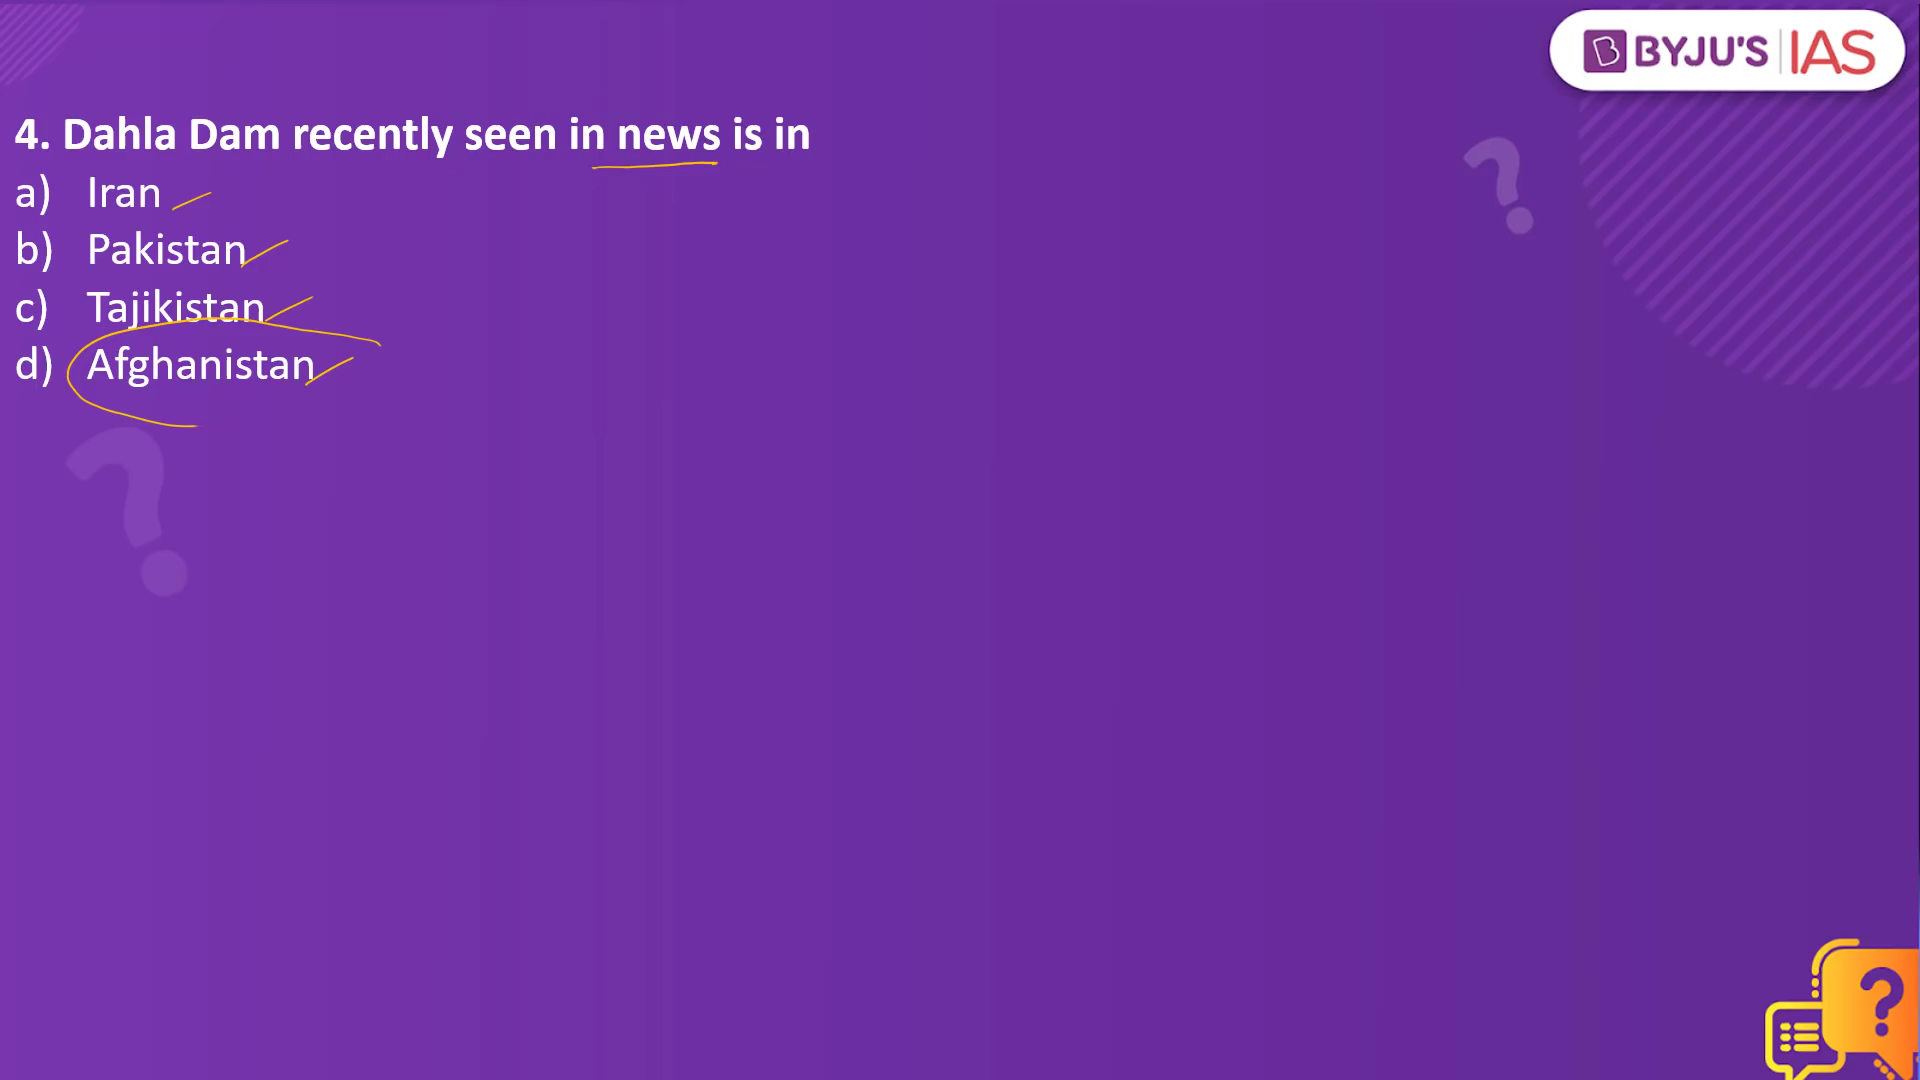 BYJU'S IAS
4. Dahla Dam recently seen in news is in
a) Iran
b) Pakistan
c) Tajikistan
d) Afghanistan